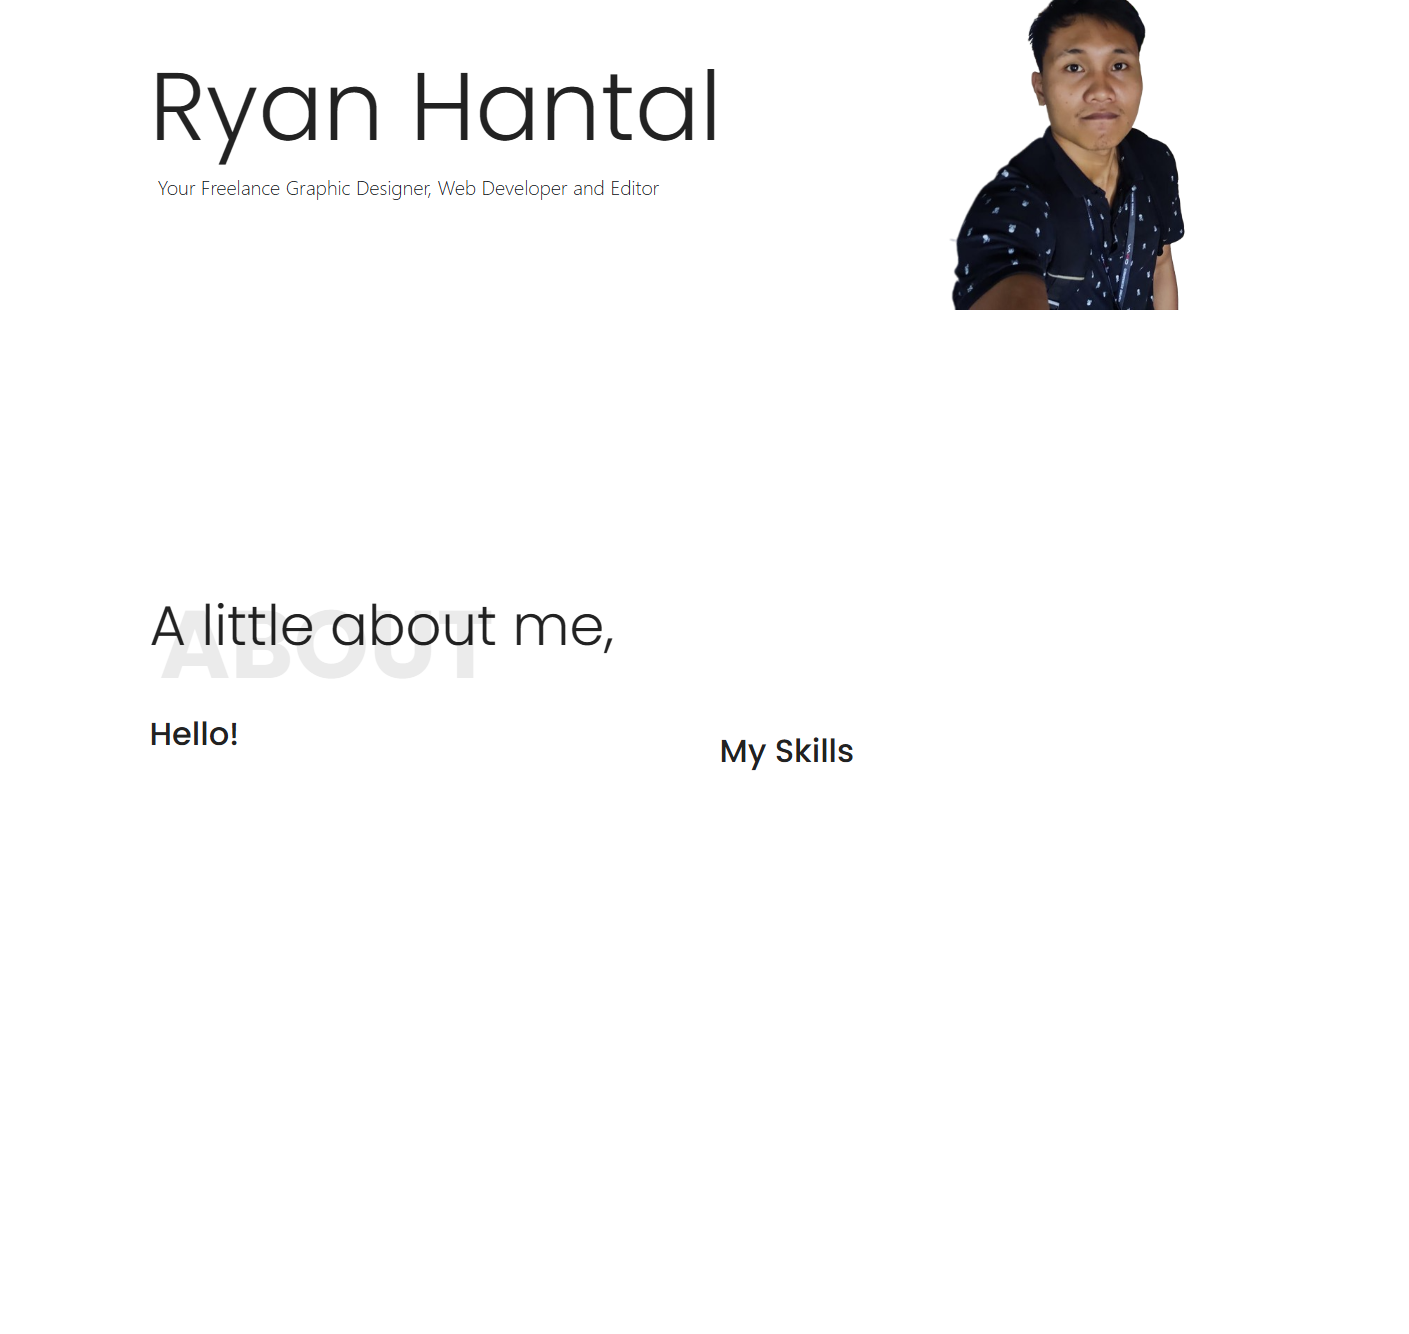 Ryan Hantal
Your Freelance Graphic Designer, Web Developer and Editor
ABOUT
A little about me,
Hello!
My Skills